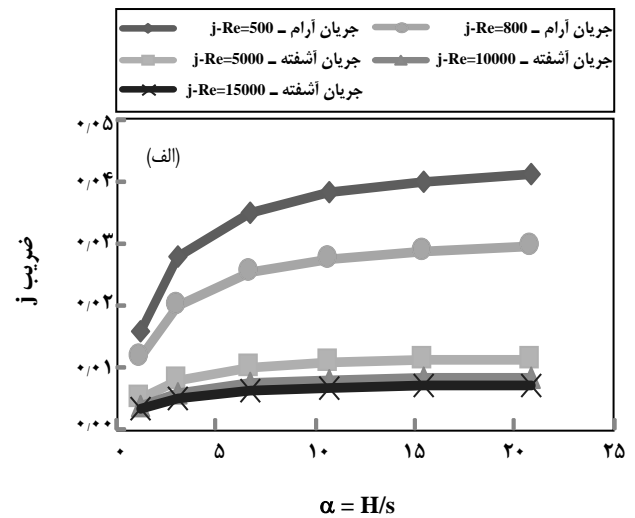 جریان آرام ـ j-Re=500
جریان آرام ـ j-Re=800
جریان آشفته ـ j-Re=5000
جریان آشفته ـ j-Re=10000
جریان آشفته ـ j-Re=15000
(الف)
۰٫۰۵
۰٫۰۴
۰٫۰۳
۰٫۰۲
۰٫۰۱
۰٫۰۰
ضریب j
۰ ۵ ۱۰ ۱۵ ۲۰ ۲۵
α = H/s